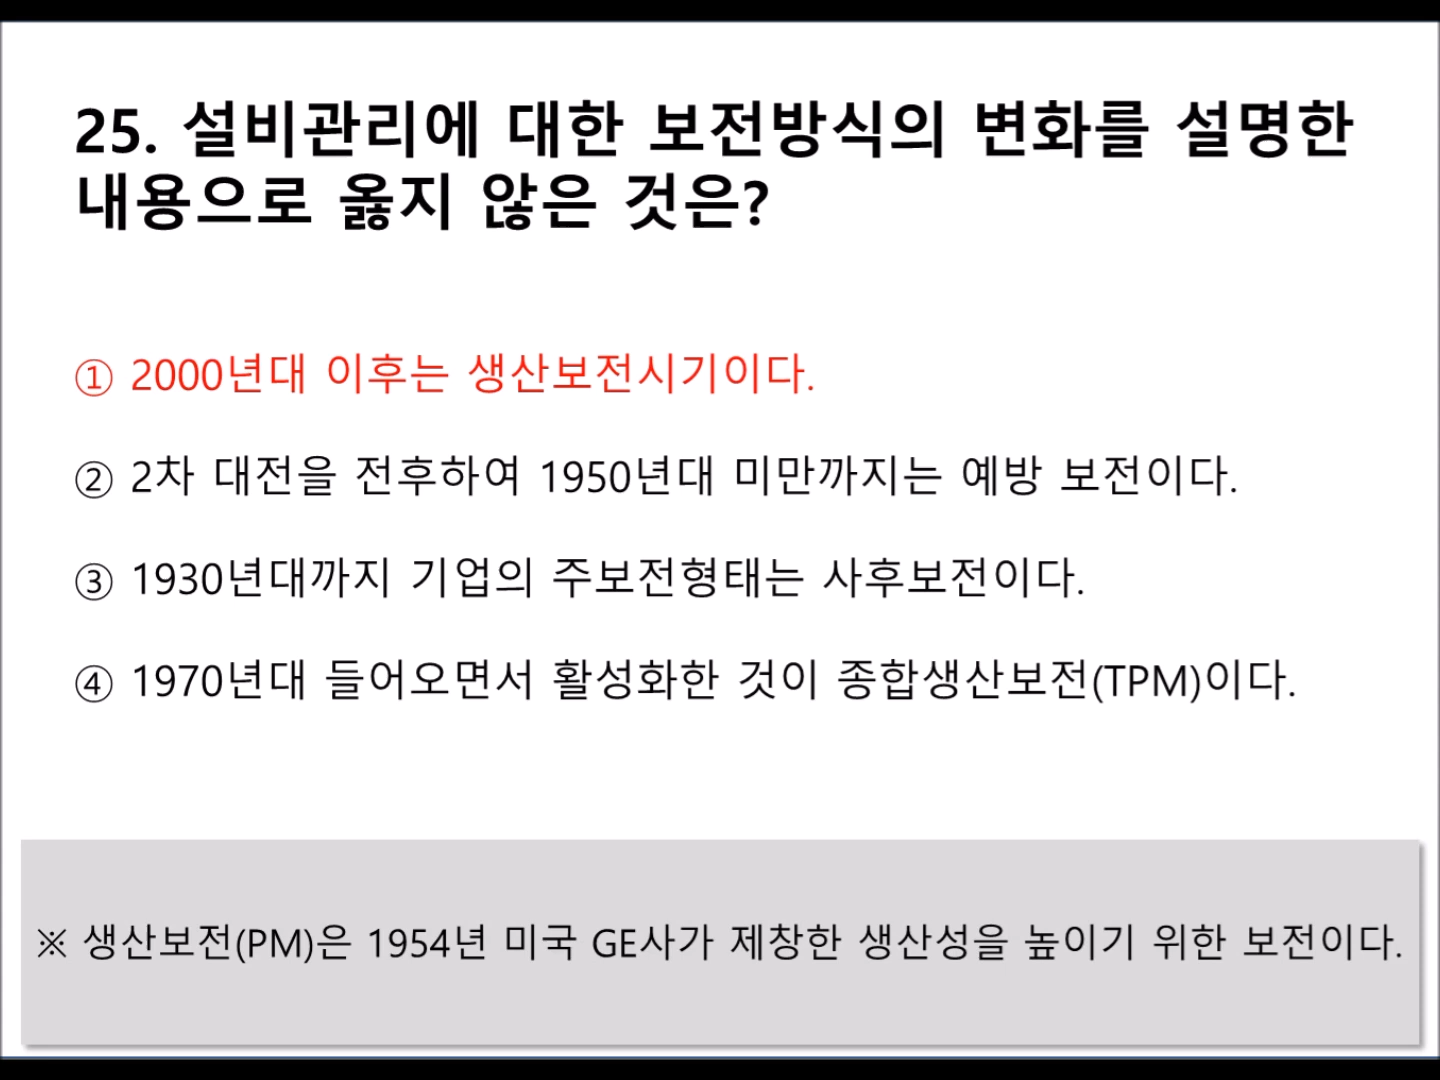 25. 설비관리에 대한 보전방식의 변화를 설명한
내용으로 옳지 않은 것은?
① 2000년대 이후는 생산보전시기이다.
② 2차 대전을 전후하여 1950년대 미만까지는 예방 보전이다.
③ 1930년대까지 기업의 주보전형태는 사후보전이다.
④ 1970년대 들어오면서 활성화한 것이 종합생산보전(TPM)이다.
※ 생산보전(PM)은 1954년 미국 GE사가 제창한 생산성을 높이기 위한 보전이다.